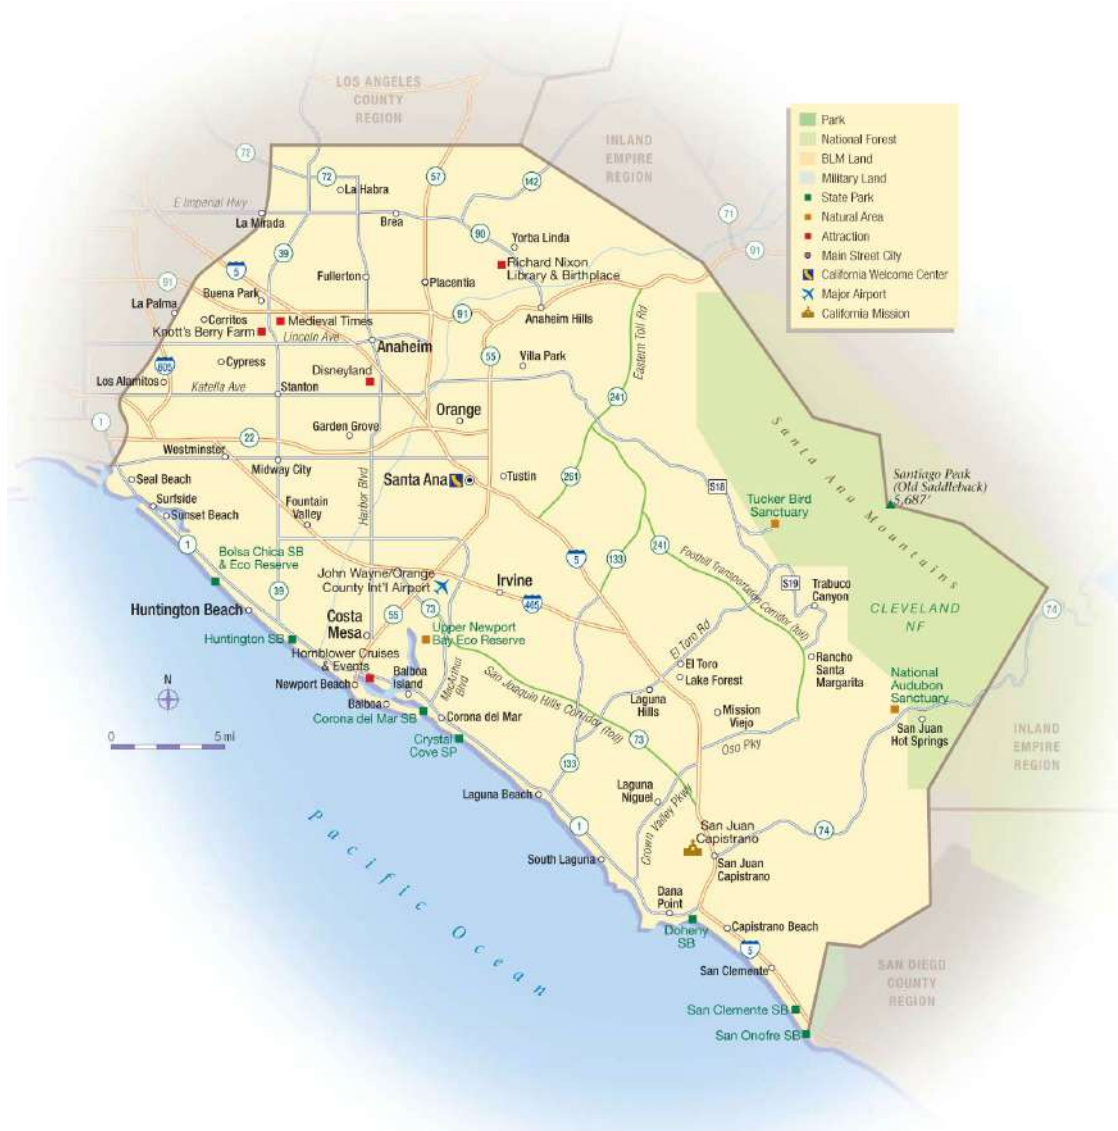 LOS ANGELES
COUNTY
REGION
INLAND
EMPIRE
REGION
Park
National Forest
BLM Land
Military Land
State Park
Natural Area
Attraction
Main Street City
California Welcome Center
Major Airport
California Mission
72
72
57
142
La Habra
E Imperial Hwy
La Mirada
Brea
71
90
39
Yorba Linda
91
5
Richard Nixon
Library & Birthplace
Fullerton
91
Placentia
Buena Park
La Palma
91
Anaheim Hills
Cerritos
Medieval Times
Knott's Berry Farm
Lincoln Ave
Anaheim
Eastern Toll Rd
55
Villa Park
605
Cypress
Los Alamitos
Disneyland
Katella Ave
Stanton
241
Orange
1
Garden Grove
22
Westminster
Midway City
Harbor Blvd
Santa Ana
Tustin
261
Santa Ana Mountains
Santiago Peak
(Old Saddleback)
5,687'
Seal Beach
S18
Tucker Bird
Sanctuary
Surfside
Sunset Beach
Fountain
Valley
1
Bolsa Chica SB
& Eco Reserve
241
5
133
Foothill Transportation Corridor (toll)
John Wayne/Orange
County Int'l Airport
Irvine
405
S19
Trabuco
Canyon
39
Huntington Beach
55
73
CLEVELAND
NF
74
Costa
Mesa
Huntington SB
Upper Newport
Bay Eco Reserve
El Toro Rd
Hornblower Cruises
& Events
Newport Beach
Balboa
Island
MacArthur
Blvd
San Joaquin Hills Corridor (toll)
El Toro
Lake Forest
Rancho
Santa
Margarita
National
Audubon
Sanctuary
N
Balboa
Laguna
Hills
Corona del Mar SB
Corona del Mar
Mission
Viejo
San Juan
Hot Springs
INLAND
EMPIRE
REGION
0
5 mi
Crystal
Cove SP
73
Oso Pky
133
Laguna Beach
Laguna
Niguel
Crown Valley Pkwy
1
San Juan
Capistrano
74
Pacific Ocean
South Laguna
San Juan
Capistrano
Dana
Point
Doheny
SB
Capistrano Beach
5
San Clemente
SAN DIEGO
COUNTY
REGION
San Clemente SB
San Onofre SB